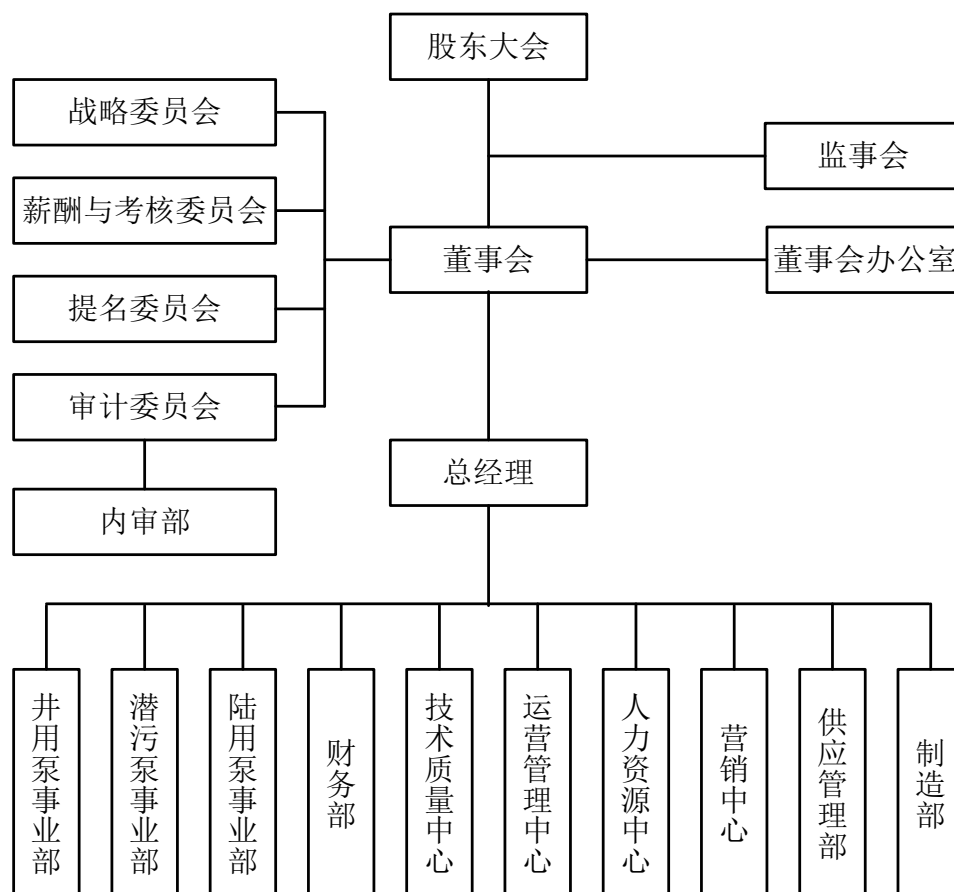 股东大会
战略委员会
监事会
薪酬与考核委员会
董事会
董事会办公室
提名委员会
审计委员会
总经理
内审部
井用泵事业部
潜污泵事业部
陆用泵事业部
财务部
技术质量中心
运营管理中心
人力资源中心
营销中心
供应管理部
制造部